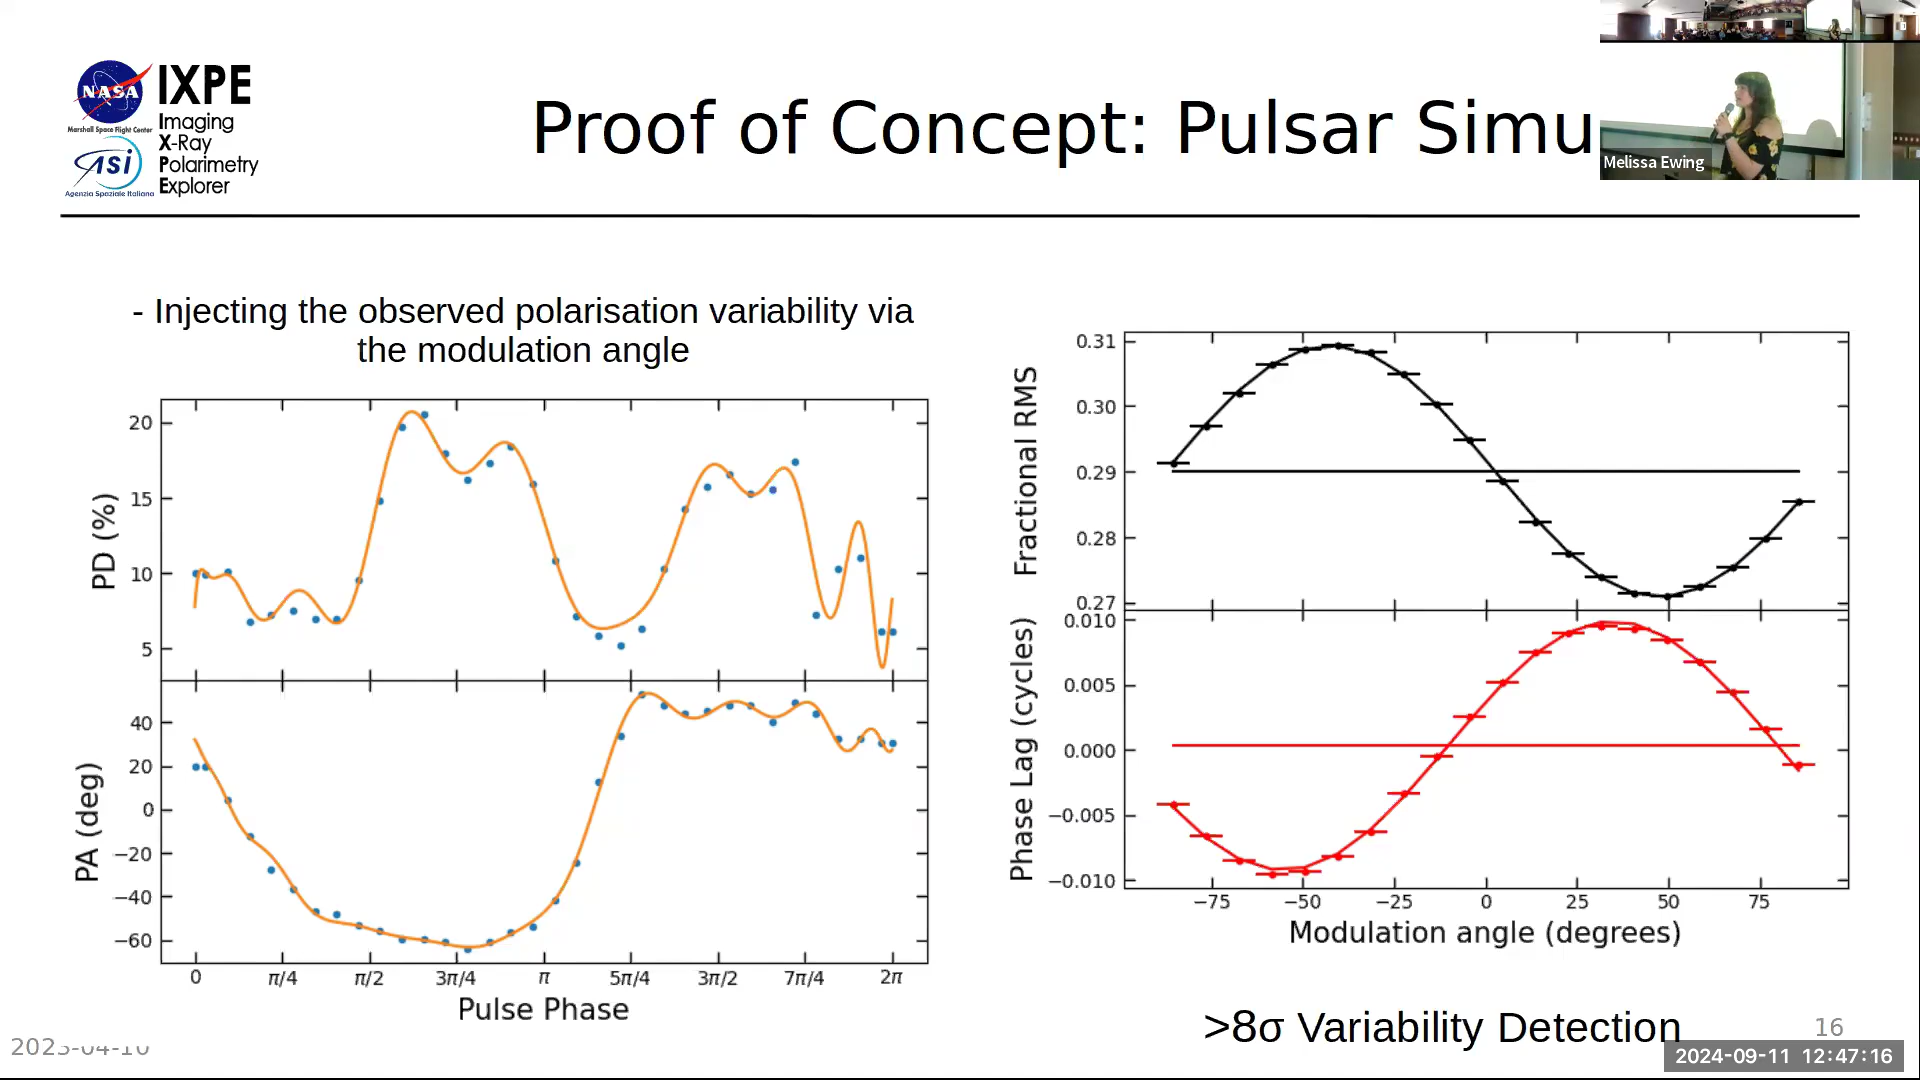 NASA
Marshall Space Flight Center
asi
Agenzia Spaziale Italiana
IXPE
Imaging
X-Ray
Polarimetry
Explorer
Proof of Concept: Pulsar Simu
Melissa Ewing
- Injecting the observed polarisation variability via
the modulation angle
PD (%)
20
15
10
5
PA (deg)
40
20
0
−20
−40
−60
0 π/4 π/2 3π/4 π 5π/4 3π/2 7π/4 2π
Pulse Phase
Fractional RMS
0.31
0.30
0.29
0.28
0.27
Phase Lag (cycles)
0.010
0.005
0.000
−0.005
−0.010
−75 −50 −25 0 25 50 75
Modulation angle (degrees)
>8σ Variability Detection
16
2023-04-10
2024-09-11 12:47:16